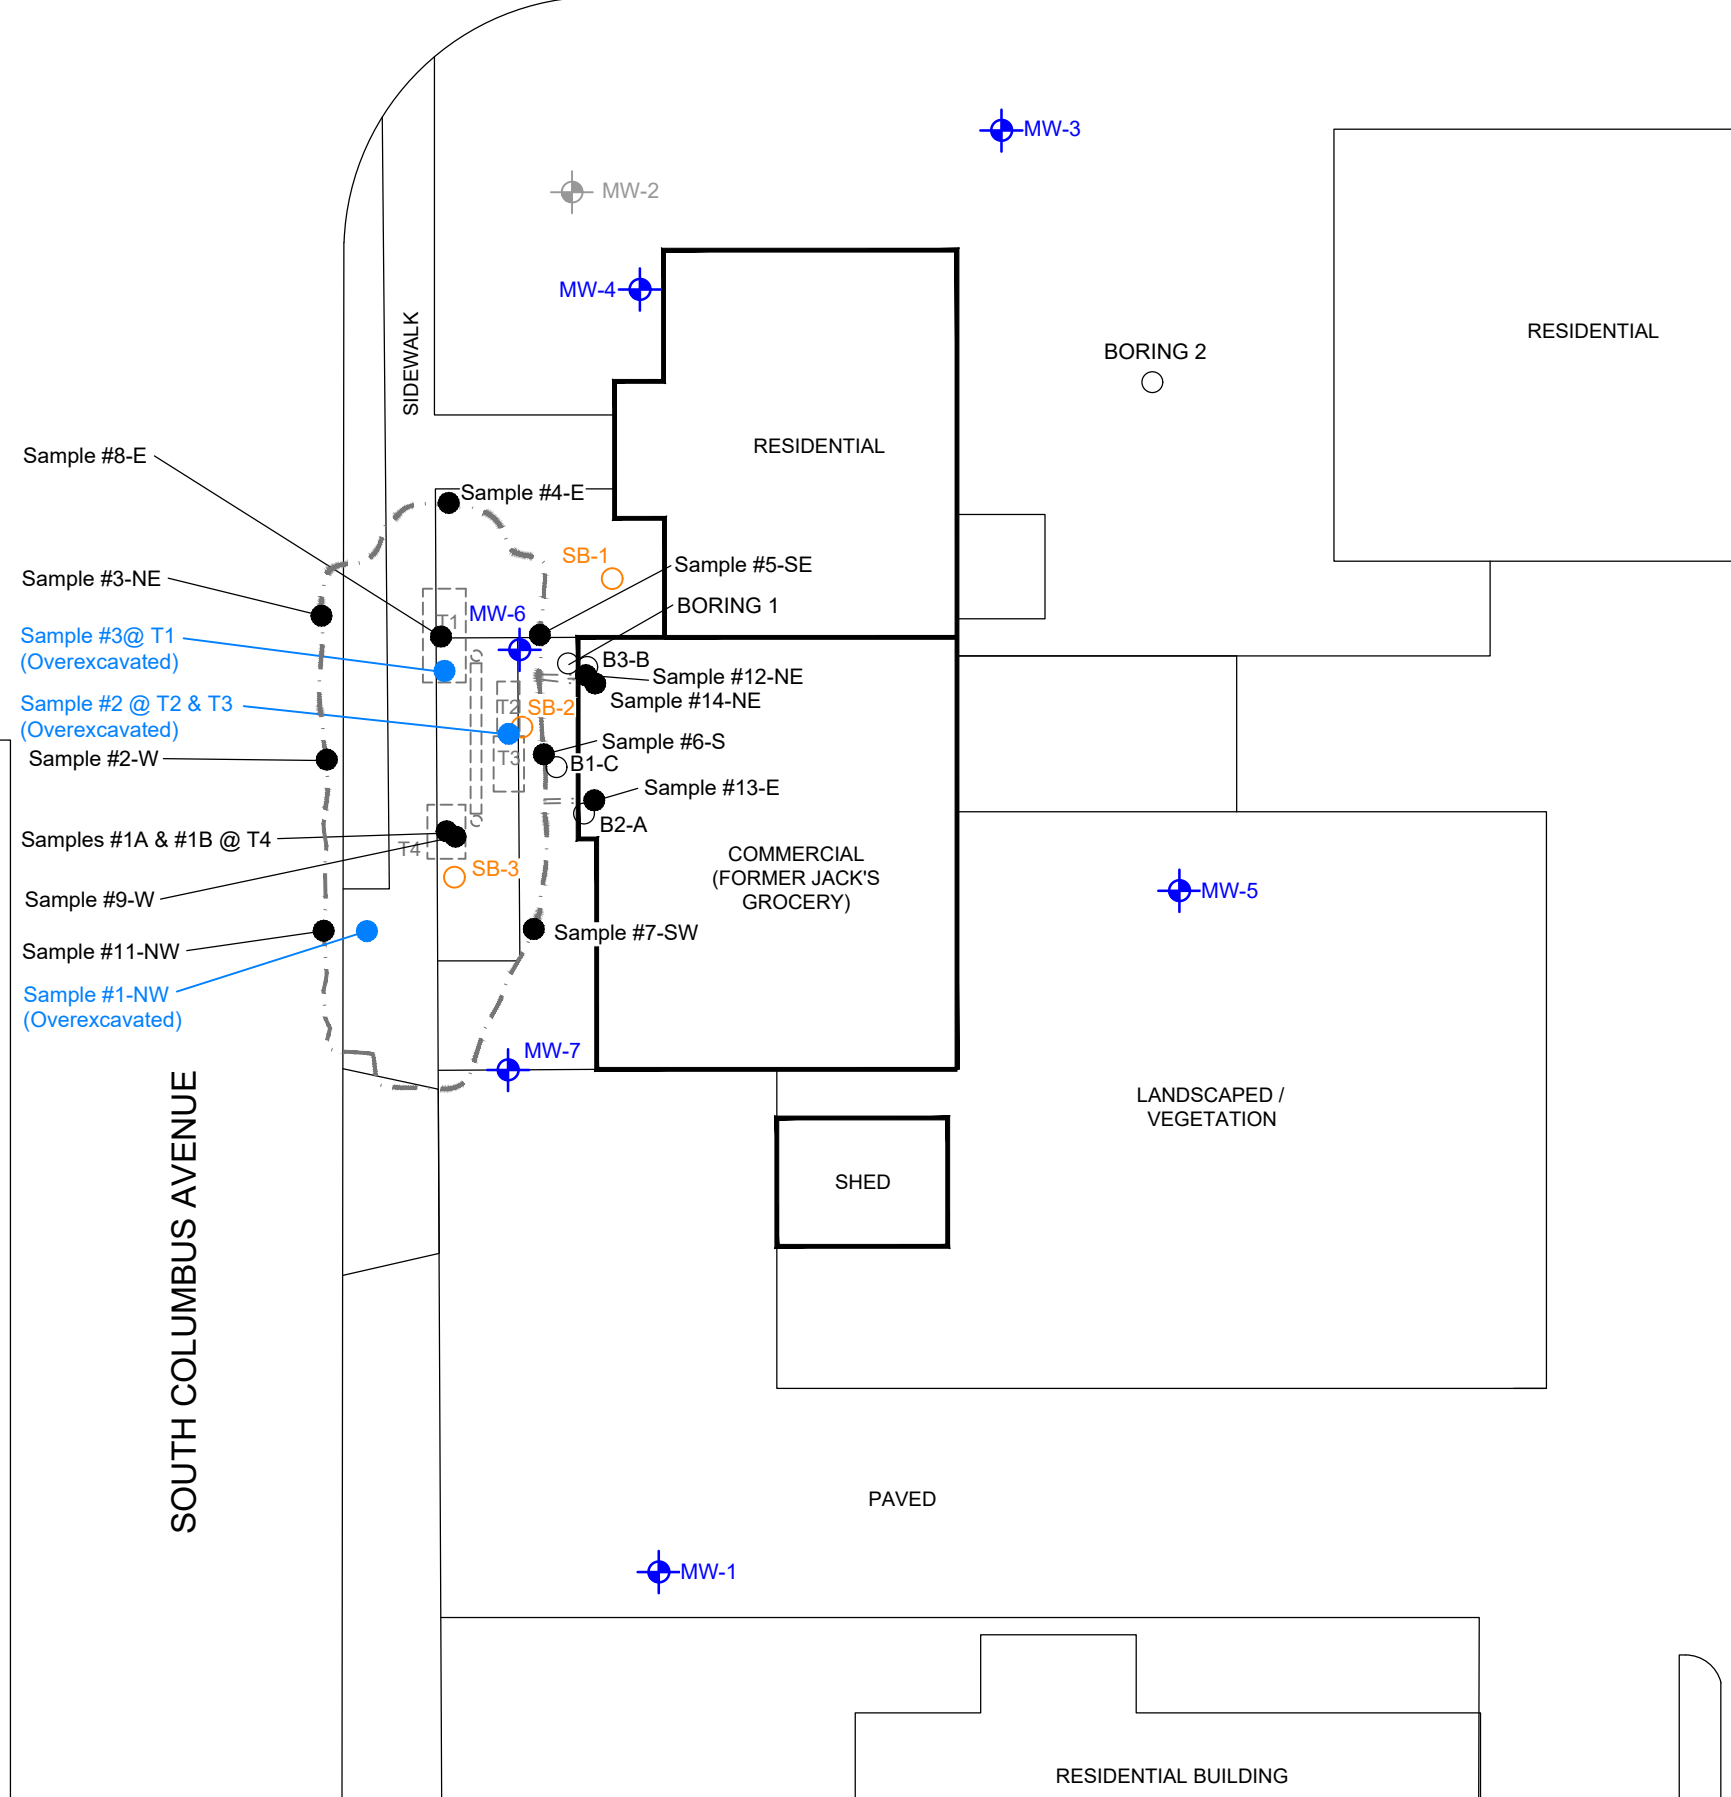 MW-3
MW-2
MW-4
SIDEWALK
RESIDENTIAL
BORING 2
RESIDENTIAL
Sample #8-E
Sample #4-E
SB-1
Sample #5-SE
Sample #3-NE
BORING 1
T1
MW-6
Sample #3@ T1
(Overexcavated)
B3-B
Sample #12-NE
Sample #14-NE
Sample #2 @ T2 & T3
(Overexcavated)
T2
SB-2
Sample #6-S
Sample #2-W
T3
B1-C
Sample #13-E
B2-A
Samples #1A & #1B @ T4
T4
SB-3
COMMERCIAL
(FORMER JACK'S
GROCERY)
MW-5
Sample #9-W
Sample #7-SW
Sample #11-NW
Sample #1-NW
(Overexcavated)
MW-7
SOUTH COLUMBUS AVENUE
LANDSCAPED /
VEGETATION
SHED
PAVED
MW-1
RESIDENTIAL BUILDING